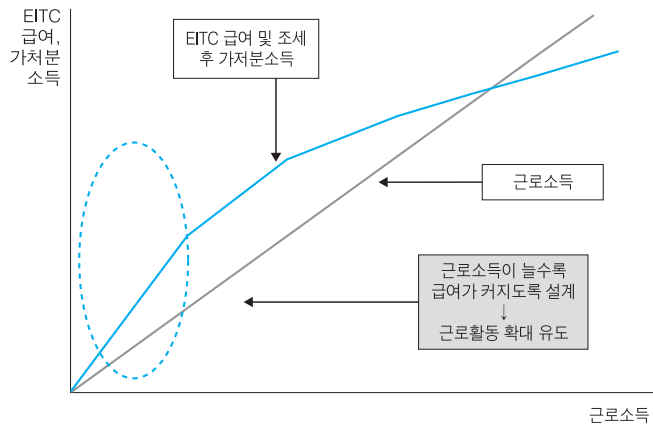 EITC
급여,
가처분
소득
EITC 급여 및 조세
후 가저분소득
근로소득
근로소득이 늘수록
급여가 커지도록 설계
↓
근로활동 확대 유도
근로소득